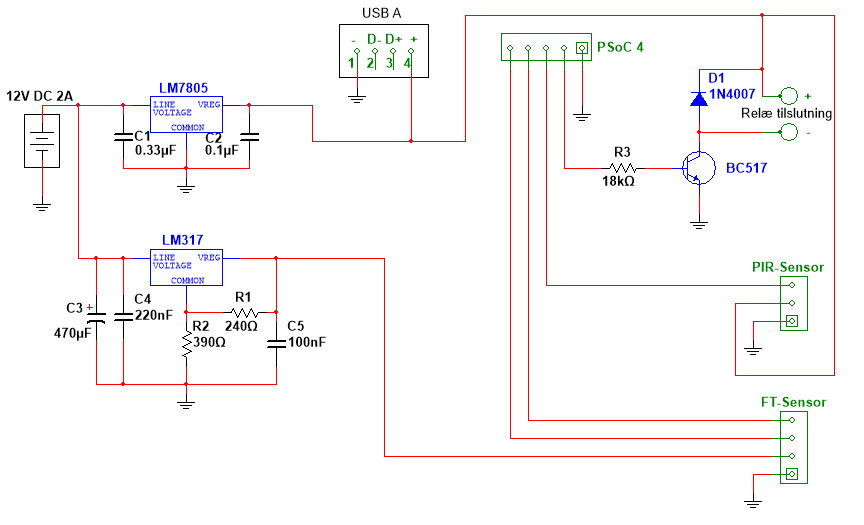 USB A
- D- D+ +
1 2 3 4
PSoC 4
12V DC 2A
LM7805
LINE VREG
VOLTAGE
COMMON
C1
0.33µF
C2
0.1µF
D1
1N4007
+
Relæ tilslutning
-
R3
18kΩ
BC517
LM317
LINE VREG
VOLTAGE
COMMON
C3 +
470µF
C4
220nF
R1
240Ω
R2
390Ω
C5
100nF
PIR-Sensor
FT-Sensor